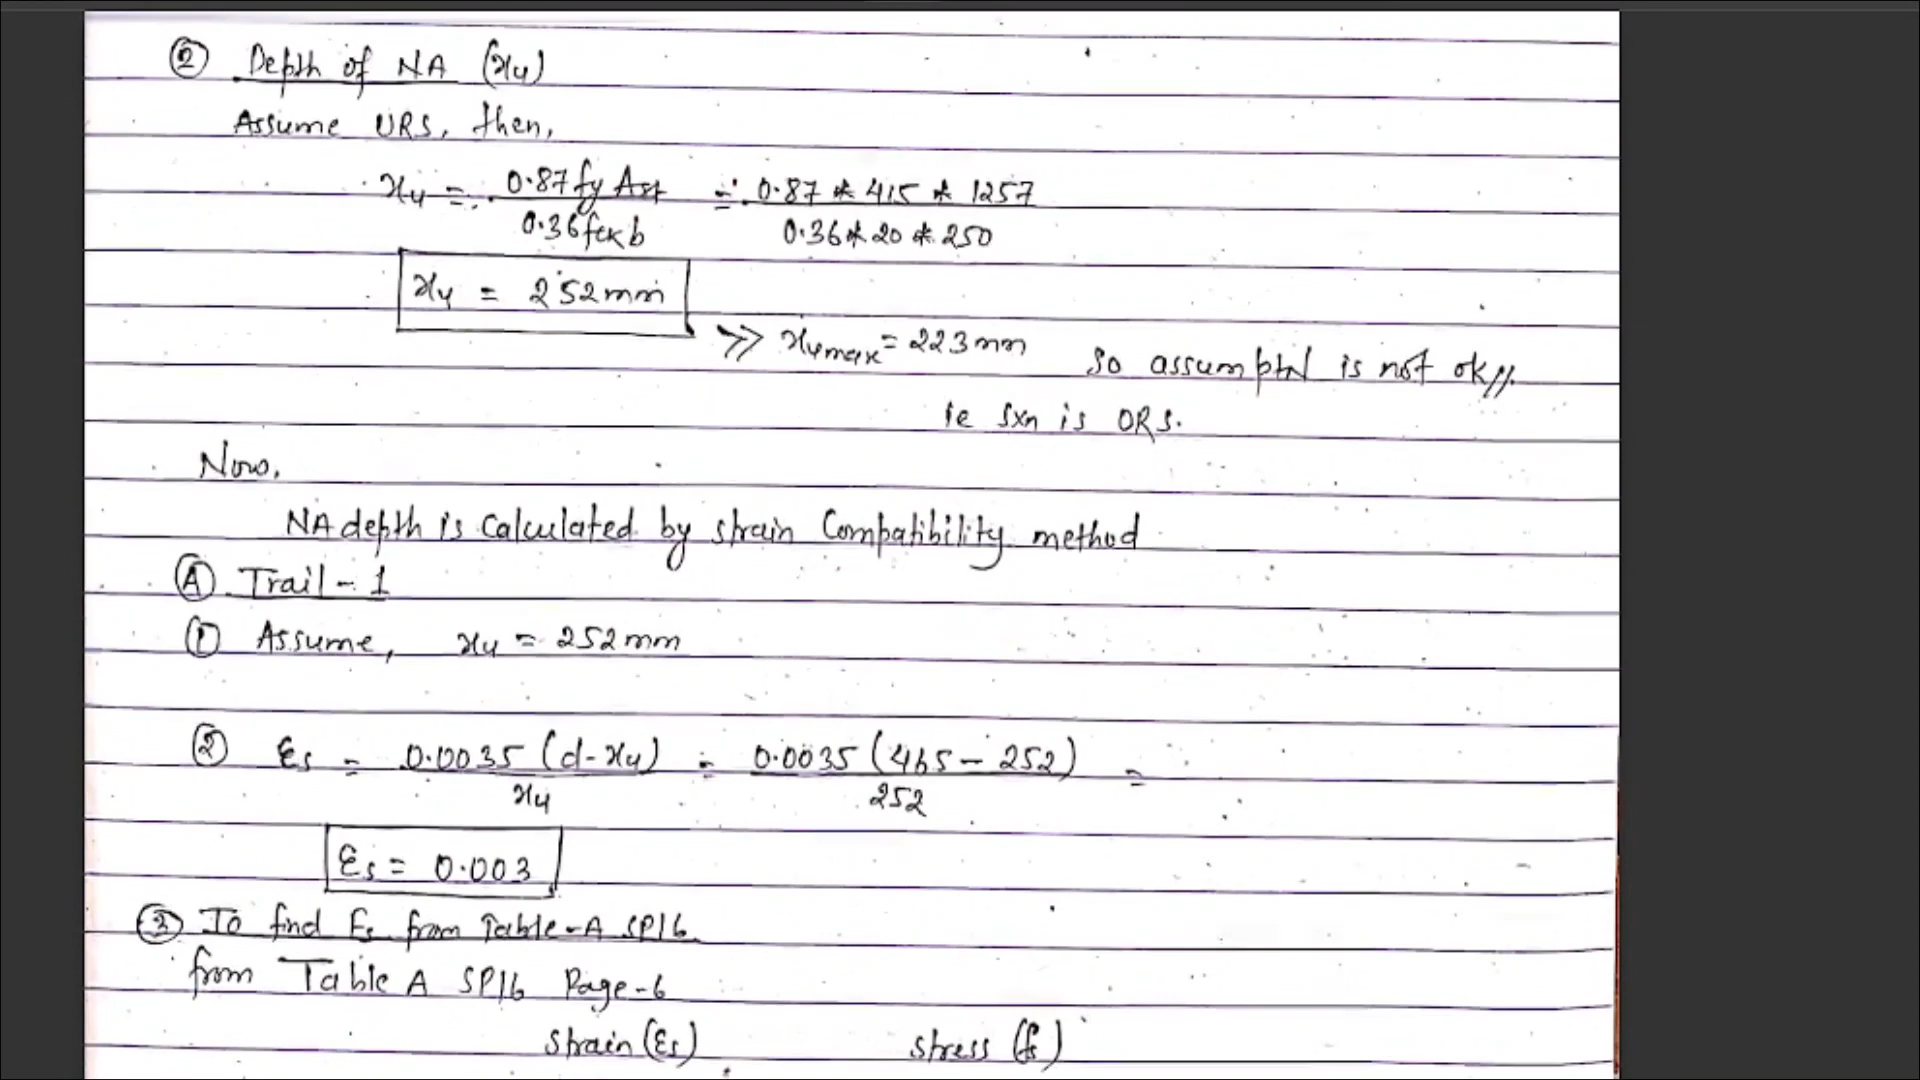 ② Depth of NA (xu)
Assume URS, then,
xu = 0.87 fy Ast / 0.36 fck b = 0.87 * 415 * 1257 / 0.36 * 20 * 250
xu = 252 mm
>> xumax = 223 mm So assumptn is not ok//.
ie sxn is ORS.
Now,
NA depth is calculated by strain Compatibility method
Ⓐ Trail - 1
① Assume, xu = 252 mm
② Es = 0.0035 (d - xu) / xu = 0.0035 (465 - 252) / 252 =
Es = 0.003
③ To find Fs from Table - A SP16
from Table A SP16 Page - 6
strain (Es) stress (fs)